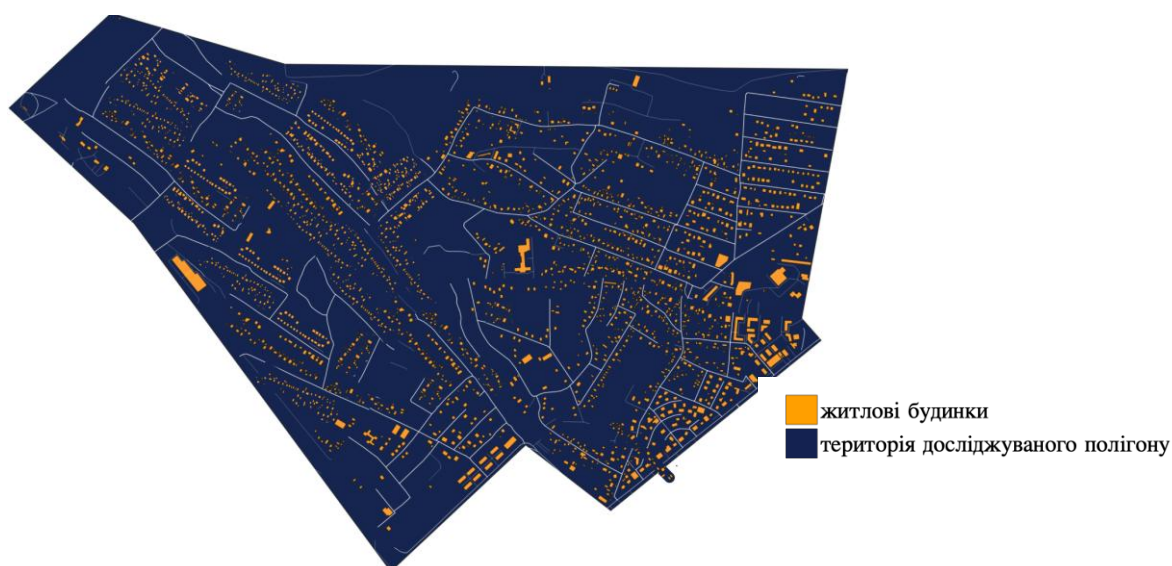 житлові будинки
територія досліджуваного полігону